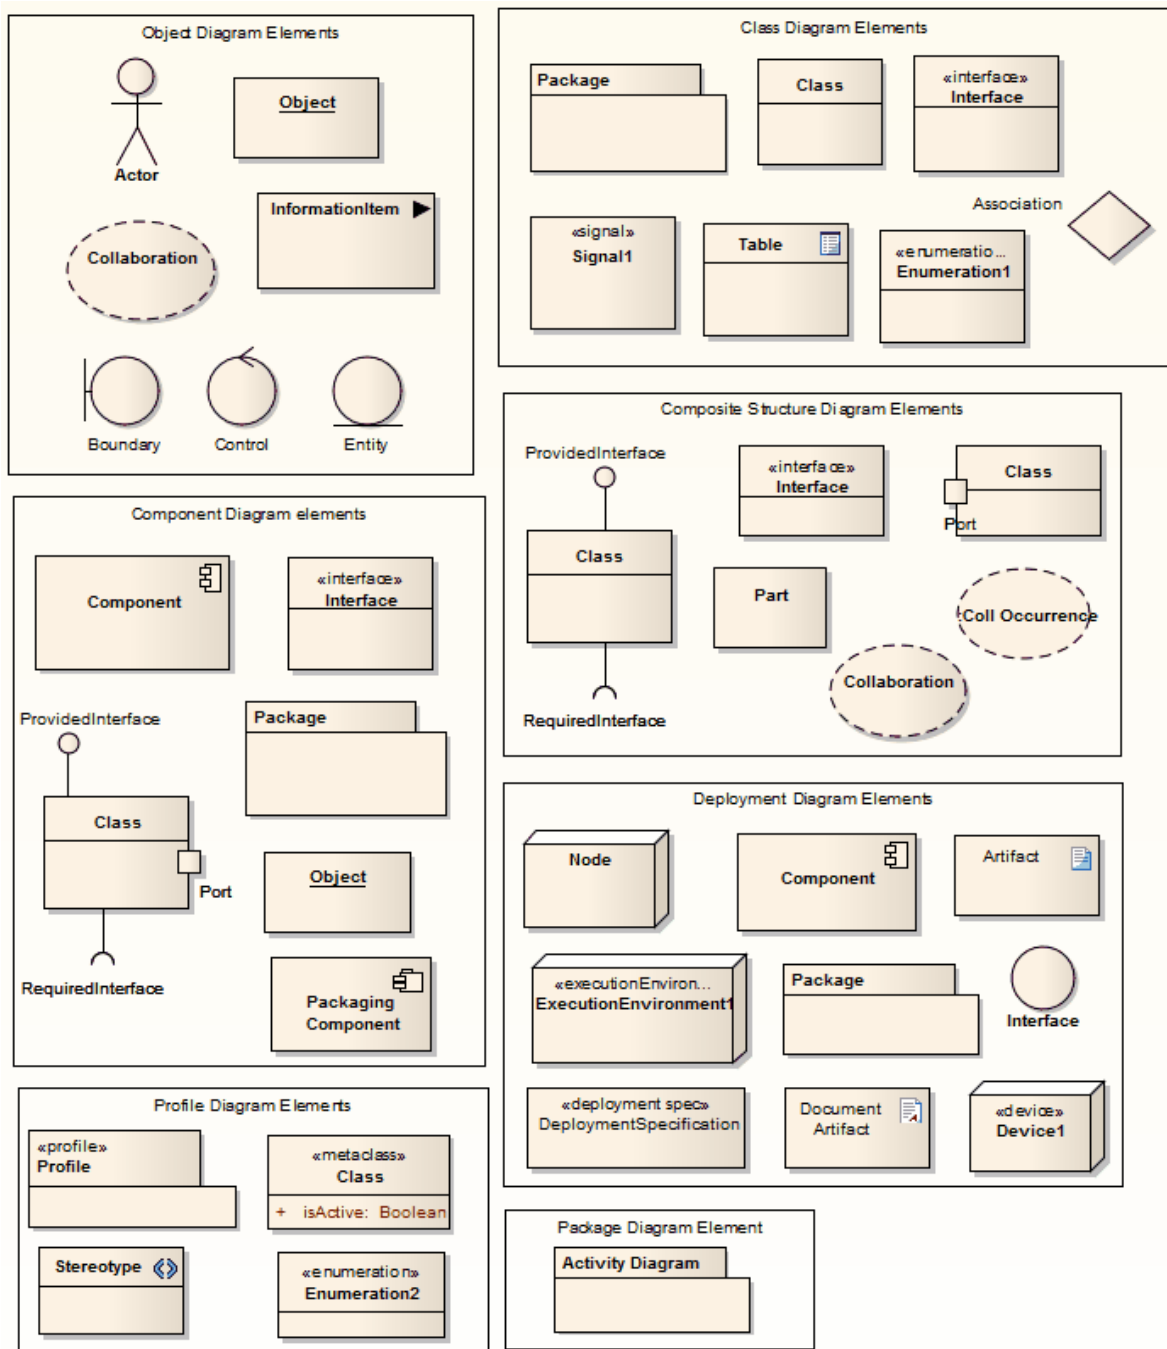 Object Diagram Elements
Actor
Object
InformationItem
Collaboration
Boundary
Control
Entity
Class Diagram Elements
Package
Class
«interface»
Interface
Association
«signal»
Signal1
Table
«enumeratio...
Enumeration1
Composite Structure Diagram Elements
ProvidedInterface
«interface»
Interface
Class
Port
Class
Part
:Coll Occurrence
Collaboration
RequiredInterface
Component Diagram elements
Component
«interface»
Interface
ProvidedInterface
Package
Class
Port
Object
RequiredInterface
Packaging
Component
Deployment Diagram Elements
Node
Component
Artifact
«executionEnviron...
ExecutionEnvironment1
Package
Interface
«deployment spec»
DeploymentSpecification
Document
Artifact
«device»
Device1
Profile Diagram Elements
«profile»
Profile
«metaclass»
Class
+ isActive: Boolean
Stereotype
«enumeration»
Enumeration2
Package Diagram Element
Activity Diagram